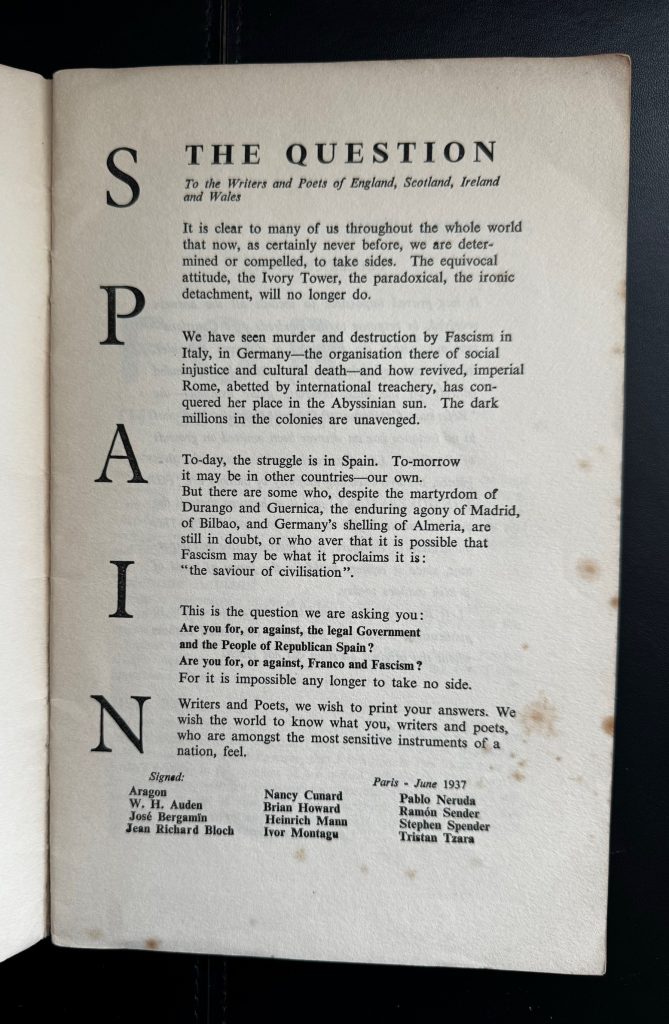 SPAIN
THE QUESTION
To the Writers and Poets of England, Scotland, Ireland
and Wales
It is clear to many of us throughout the whole world
that now, as certainly never before, we are deter-
mined or compelled, to take sides. The equivocal
attitude, the Ivory Tower, the paradoxical, the ironic
detachment, will no longer do.
We have seen murder and destruction by Fascism in
Italy, in Germany—the organisation there of social
injustice and cultural death—and how revived, imperial
Rome, abetted by international treachery, has con-
quered her place in the Abyssinian sun. The dark
millions in the colonies are unavenged.
To-day, the struggle is in Spain. To-morrow
it may be in other countries—our own.
But there are some who, despite the martyrdom of
Durango and Guernica, the enduring agony of Madrid,
of Bilbao, and Germany's shelling of Almeria, are
still in doubt, or who aver that it is possible that
Fascism may be what it proclaims it is:
"the saviour of civilisation".
This is the question we are asking you:
Are you for, or against, the legal Government
and the People of Republican Spain?
Are you for, or against, Franco and Fascism?
For it is impossible any longer to take no side.
Writers and Poets, we wish to print your answers. We
wish the world to know what you, writers and poets,
who are amongst the most sensitive instruments of a
nation, feel.
Signed:
Paris - June 1937
Aragon
W. H. Auden
José Bergamin
Jean Richard Bloch
Nancy Cunard
Brian Howard
Heinrich Mann
Ivor Montagu
Pablo Neruda
Ramón Sender
Stephen Spender
Tristan Tzara